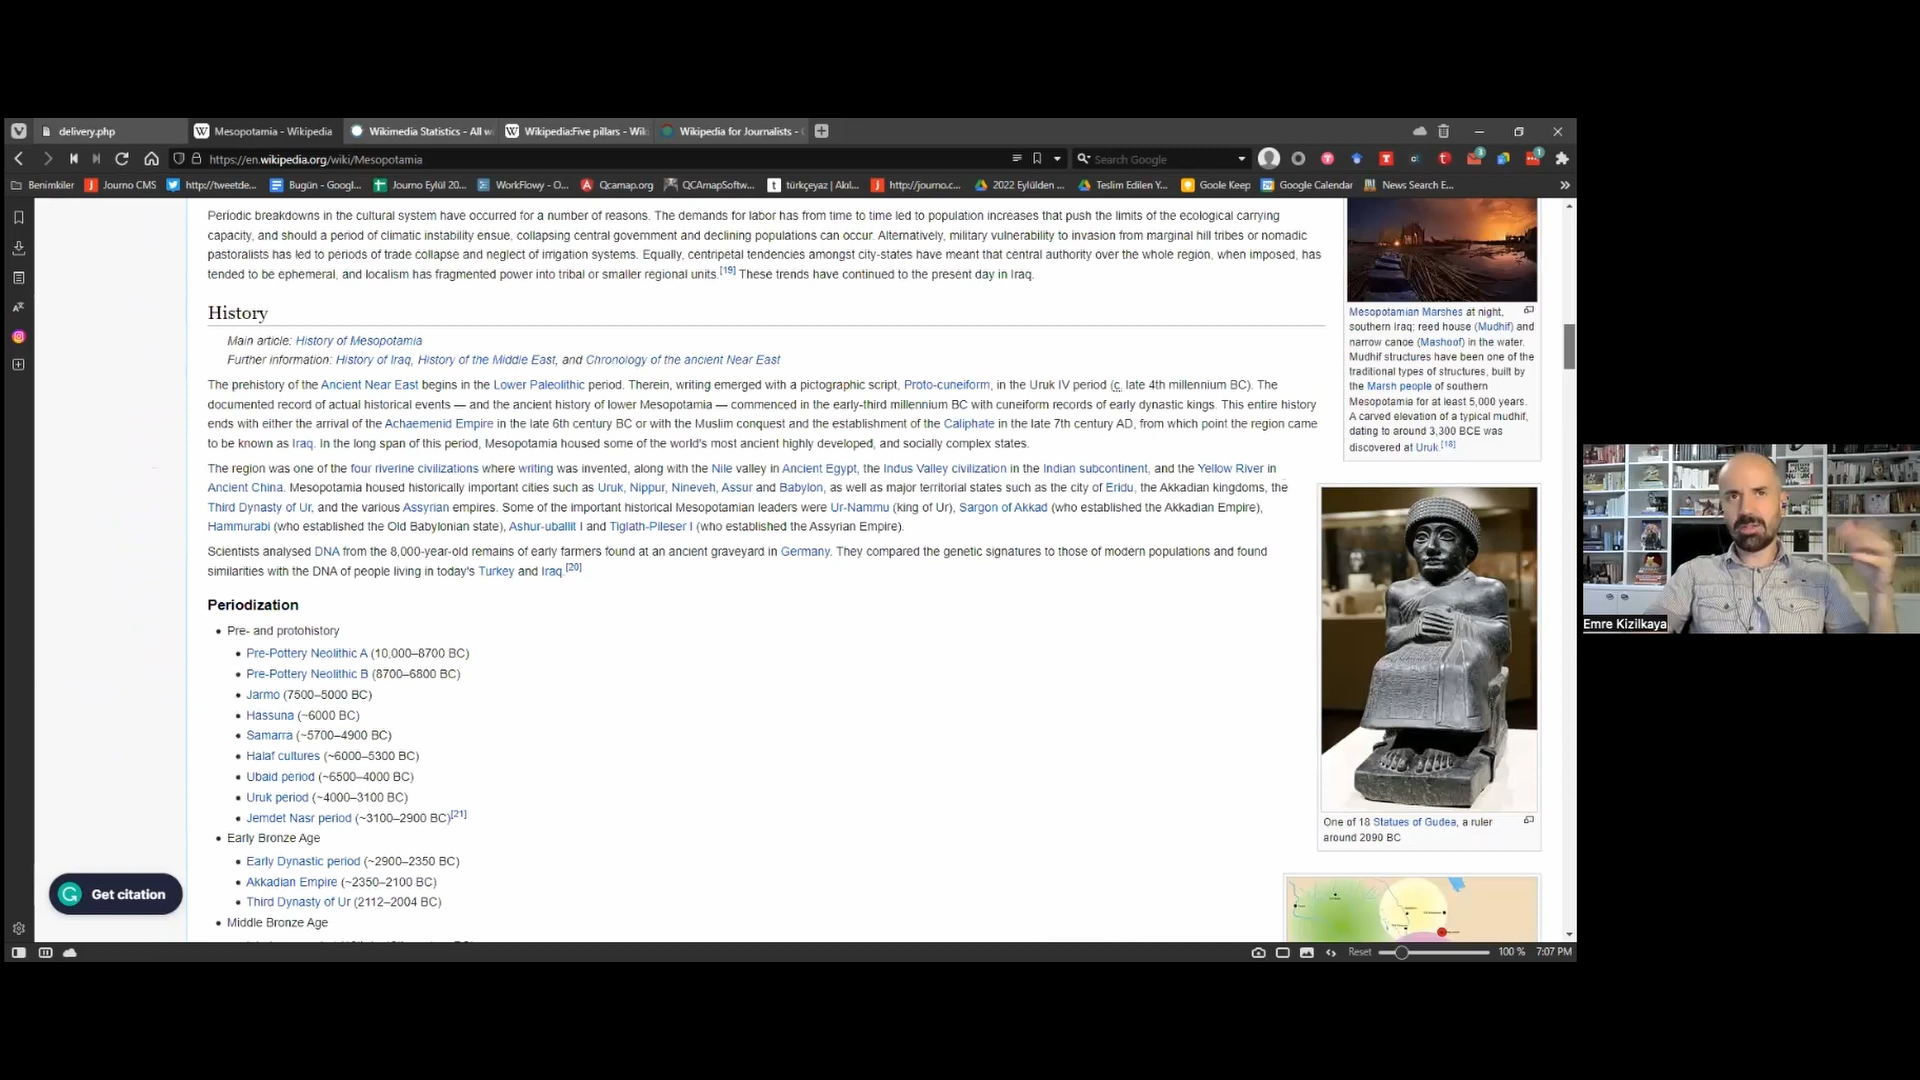 delivery.php
Mesopotamia - Wikipedia
Wikimedia Statistics - All w
Wikipedia:Five pillars - Wiki
Wikipedia for Journalists -
https://en.wikipedia.org/wiki/Mesopotamia
Search Google
Benimkiler
Journo CMS
http://tweetde...
Bugün - Googl...
Journo Eylül 20...
WorkFlowy - O...
Qcamap.org
QCAmapSoftw...
türkçeyaz | Akıl...
http://journo.c...
2022 Eylülden ...
Teslim Edilen Y...
Goole Keep
Google Calendar
News Search E...
Periodic breakdowns in the cultural system have occurred for a number of reasons. The demands for labor has from time to time led to population increases that push the limits of the ecological carrying
capacity, and should a period of climatic instability ensue, collapsing central government and declining populations can occur. Alternatively, military vulnerability to invasion from marginal hill tribes or nomadic
pastoralists has led to periods of trade collapse and neglect of irrigation systems. Equally, centripetal tendencies amongst city-states have meant that central authority over the whole region, when imposed, has
tended to be ephemeral, and localism has fragmented power into tribal or smaller regional units.[19] These trends have continued to the present day in Iraq.
History
Main article: History of Mesopotamia
Further information: History of Iraq, History of the Middle East, and Chronology of the ancient Near East
The prehistory of the Ancient Near East begins in the Lower Paleolithic period. Therein, writing emerged with a pictographic script, Proto-cuneiform, in the Uruk IV period (c. late 4th millennium BC). The
documented record of actual historical events — and the ancient history of lower Mesopotamia — commenced in the early-third millennium BC with cuneiform records of early dynastic kings. This entire history
ends with either the arrival of the Achaemenid Empire in the late 6th century BC or with the Muslim conquest and the establishment of the Caliphate in the late 7th century AD, from which point the region came
to be known as Iraq. In the long span of this period, Mesopotamia housed some of the world's most ancient highly developed, and socially complex states.
The region was one of the four riverine civilizations where writing was invented, along with the Nile valley in Ancient Egypt, the Indus Valley civilization in the Indian subcontinent, and the Yellow River in
Ancient China. Mesopotamia housed historically important cities such as Uruk, Nippur, Nineveh, Assur and Babylon, as well as major territorial states such as the city of Eridu, the Akkadian kingdoms, the
Third Dynasty of Ur, and the various Assyrian empires. Some of the important historical Mesopotamian leaders were Ur-Nammu (king of Ur), Sargon of Akkad (who established the Akkadian Empire),
Hammurabi (who established the Old Babylonian state), Ashur-uballit I and Tiglath-Pileser I (who established the Assyrian Empire).
Scientists analysed DNA from the 8,000-year-old remains of early farmers found at an ancient graveyard in Germany. They compared the genetic signatures to those of modern populations and found
similarities with the DNA of people living in today's Turkey and Iraq.[20]
Periodization
Pre- and protohistory
Pre-Pottery Neolithic A (10,000–8700 BC)
Pre-Pottery Neolithic B (8700–6800 BC)
Jarmo (7500–5000 BC)
Hassuna (~6000 BC)
Samarra (~5700–4900 BC)
Halaf cultures (~6000–5300 BC)
Ubaid period (~6500–4000 BC)
Uruk period (~4000–3100 BC)
Jemdet Nasr period (~3100–2900 BC)[21]
Early Bronze Age
Early Dynastic period (~2900–2350 BC)
Akkadian Empire (~2350–2100 BC)
Third Dynasty of Ur (2112–2004 BC)
Middle Bronze Age
Mesopotamian Marshes at night,
southern Iraq; reed house (Mudhif) and
narrow canoe (Mashoof) in the water.
Mudhif structures have been one of the
traditional types of structures, built by
the Marsh people of southern
Mesopotamia for at least 5,000 years.
A carved elevation of a typical mudhif,
dating to around 3,300 BCE was
discovered at Uruk.[18]
One of 18 Statues of Gudea, a ruler
around 2090 BC
Get citation
Emre Kizilkaya
Reset
100 %
7:07 PM